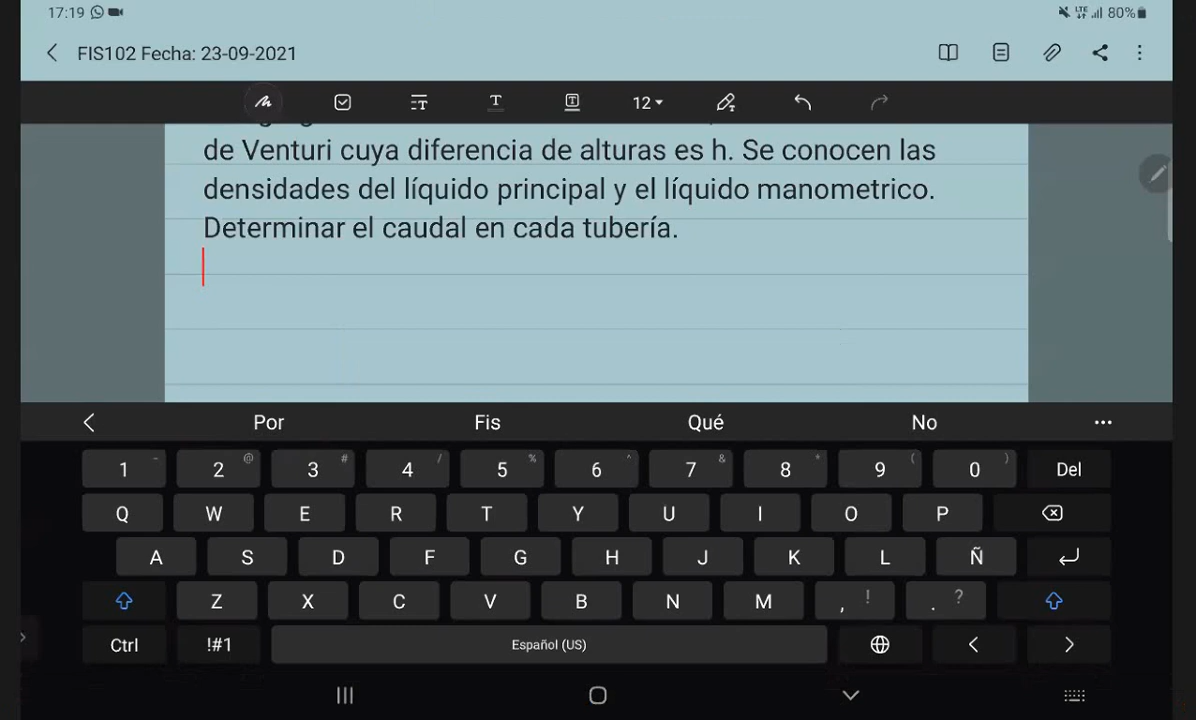 17:19 80%
FIS102 Fecha: 23-09-2021
T T T 12
de Venturi cuya diferencia de alturas es h. Se conocen las
densidades del líquido principal y el líquido manometrico.
Determinar el caudal en cada tubería.
Por Fis Qué No ...
1 - 2 @ 3 # 4 / 5 % 6 ^ 7 & 8 * 9 ( 0 ) Del
Q W E R T Y U I O P
A S D F G H J K L Ñ
Z X C V B N M , ! . ?
Ctrl !#1 Español (US) < >